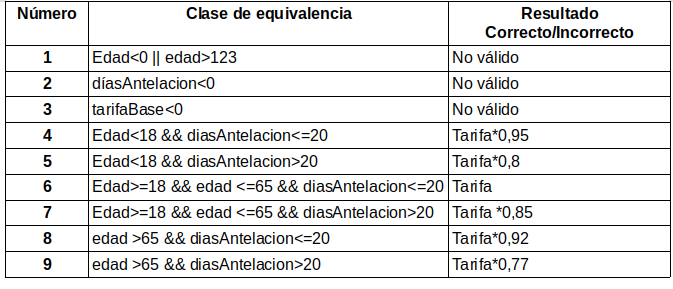 Número Clase de equivalencia Resultado
Correcto/Incorrecto
1 Edad<0 || edad>123 No válido
2 díasAntelacion<0 No válido
3 tarifaBase<0 No válido
4 Edad<18 && diasAntelacion<=20 Tarifa*0,95
5 Edad<18 && diasAntelacion>20 Tarifa*0,8
6 Edad>=18 && edad <=65 && diasAntelacion<=20 Tarifa
7 Edad>=18 && edad <=65 && diasAntelacion>20 Tarifa *0,85
8 edad >65 && diasAntelacion<=20 Tarifa*0,92
9 edad >65 && diasAntelacion>20 Tarifa*0,77